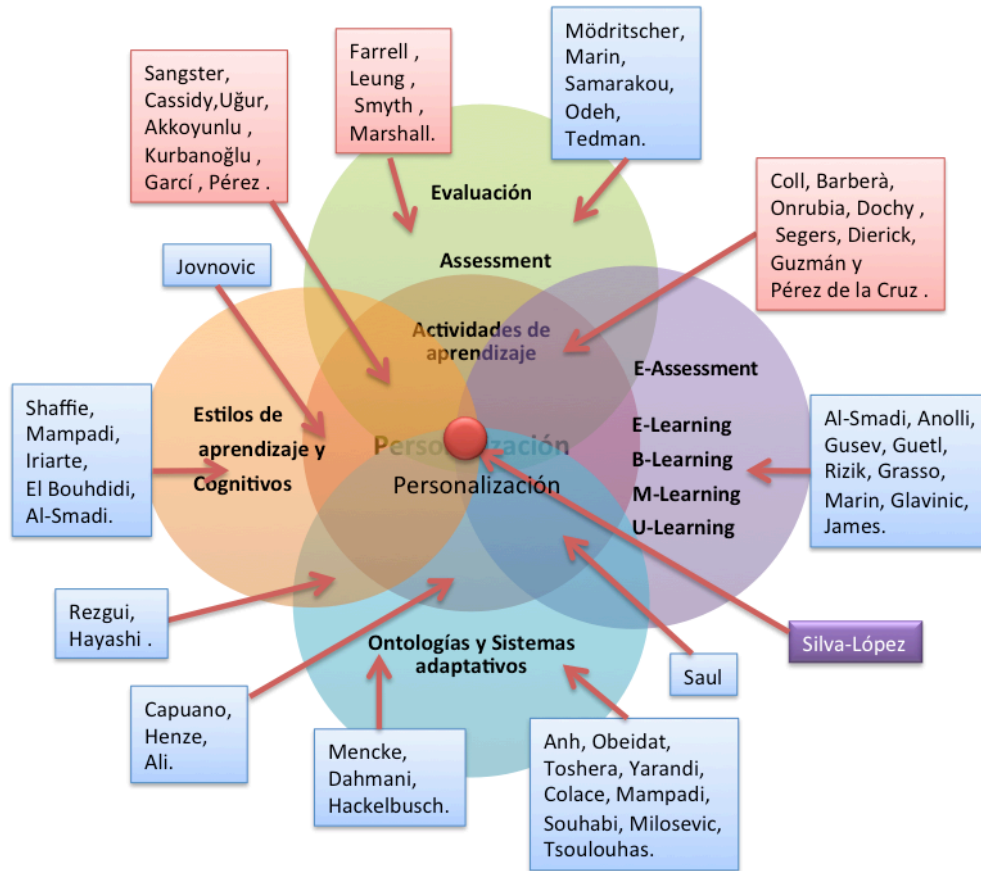 Mödritscher,
Marin,
Samarakou,
Odeh,
Tedman.
Farrell ,
Leung ,
Smyth ,
Marshall.
Sangster,
Cassidy,Uğur,
Akkoyunlu ,
Kurbanoğlu ,
Garcí , Pérez .
Coll, Barberà,
Onrubia, Dochy ,
Segers, Dierick,
Guzmán y
Pérez de la Cruz .
Jovnovic
Evaluación
Assessment
Actividades de
aprendizaje
E-Assessment
E-Learning
B-Learning
M-Learning
U-Learning
Estilos de
aprendizaje y
Cognitivos
Personalización
Personalización
Shaffie,
Mampadi,
Iriarte,
El Bouhdidi,
Al-Smadi.
Al-Smadi, Anolli,
Gusev, Guetl,
Rizik, Grasso,
Marin, Glavinic,
James.
Rezgui,
Hayashi .
Ontologías y Sistemas
adaptativos
Silva-López
Saul
Capuano,
Henze,
Ali.
Mencke,
Dahmani,
Hackelbusch.
Anh, Obeidat,
Toshera, Yarandi,
Colace, Mampadi,
Souhabi, Milosevic,
Tsoulouhas.